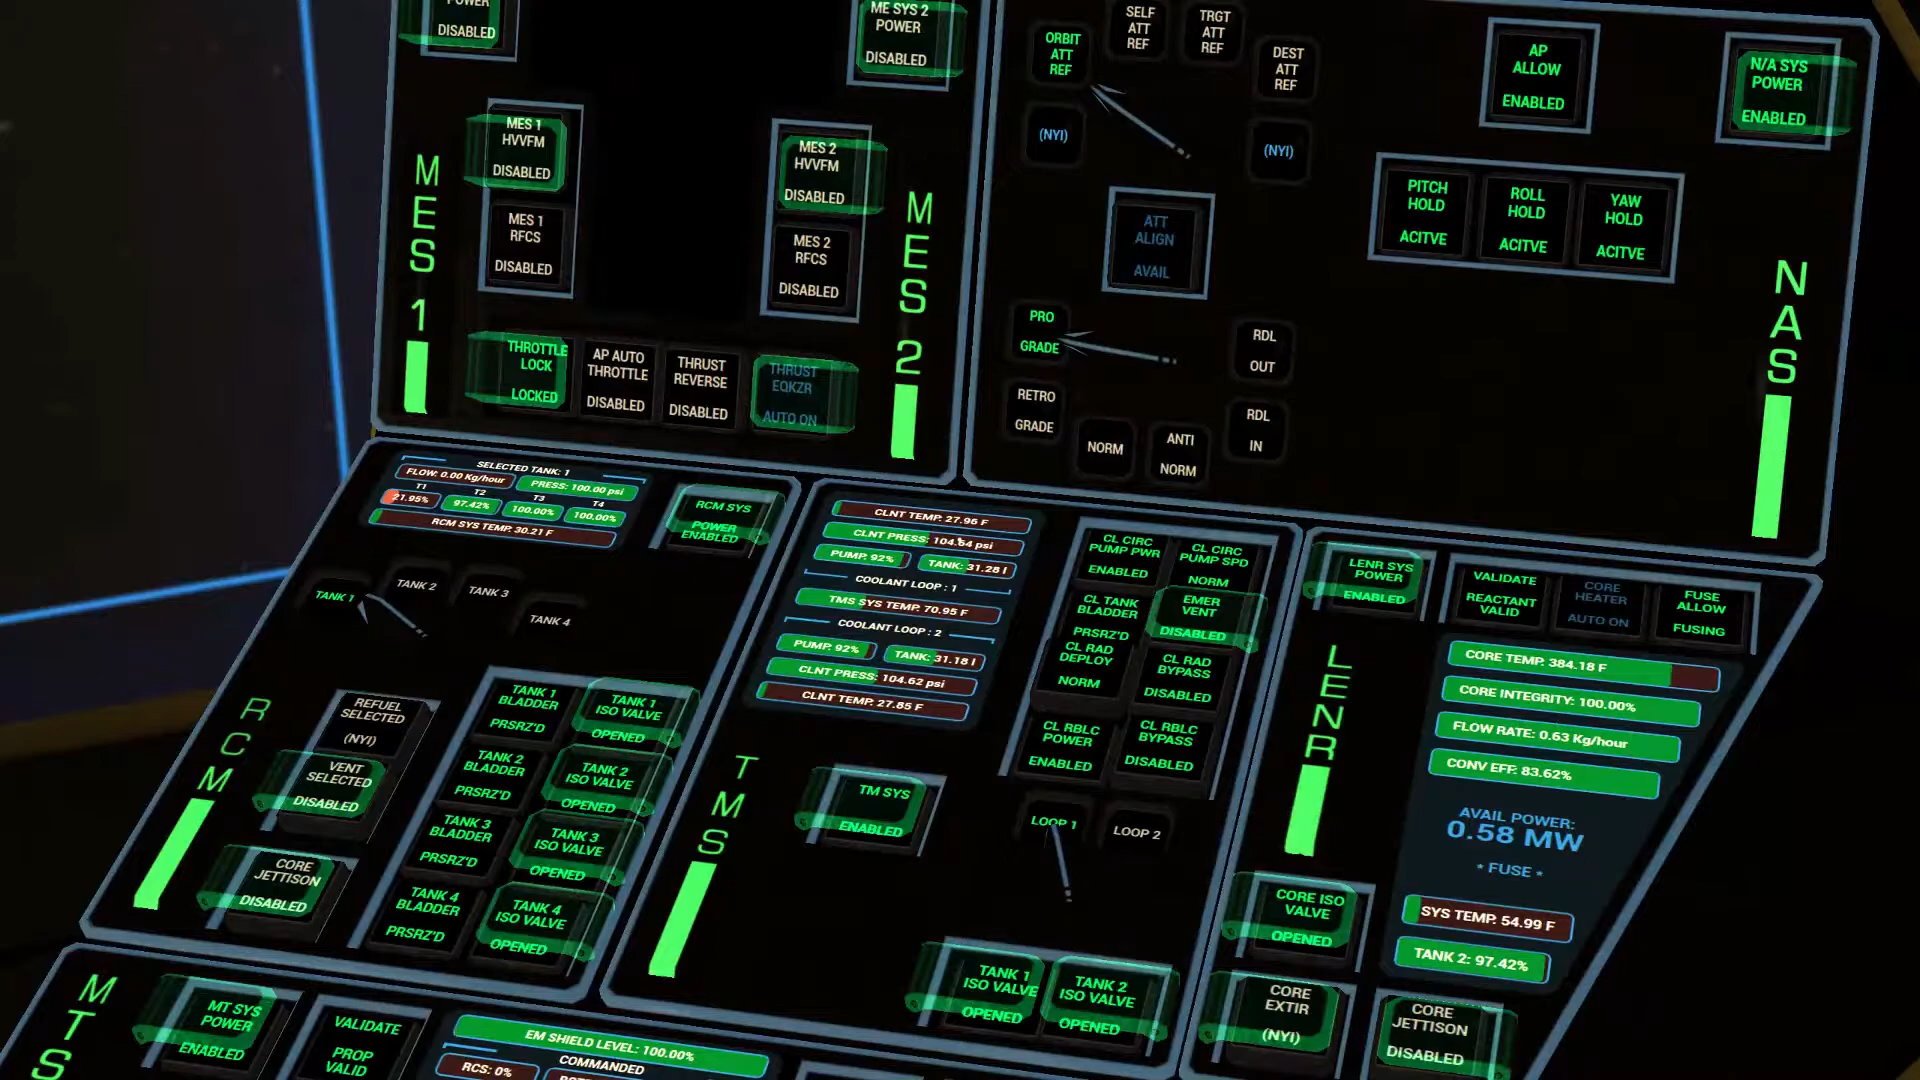 POWER
DISABLED
ME SYS 2
POWER
DISABLED
MES 1
HVVFM
DISABLED
MES 1
RFCS
DISABLED
MES 2
HVVFM
DISABLED
MES 2
RFCS
DISABLED
MES 1
MES 2
THROTTLE
LOCK
LOCKED
AP AUTO
THROTTLE
DISABLED
THRUST
REVERSE
DISABLED
THRUST
EQKZR
AUTO ON
ORBIT
ATT
REF
SELF
ATT
REF
TRGT
ATT
REF
DEST
ATT
REF
(NYI)
(NYI)
ATT
ALIGN
AVAIL
PRO
GRADE
RETRO
GRADE
NORM
ANTI
NORM
RDL
IN
RDL
OUT
AP
ALLOW
ENABLED
N/A SYS
POWER
ENABLED
PITCH
HOLD
ACITVE
ROLL
HOLD
ACITVE
YAW
HOLD
ACITVE
NAS
SELECTED TANK: 1
FLOW: 0.00 Kg/hour
PRESS: 100.00 psi
T1 T2 T3 T4
21.95% 97.42% 100.00% 100.00%
RCM SYS TEMP: 30.21 F
RCM SYS
POWER
ENABLED
TANK 1
TANK 2
TANK 3
TANK 4
RCM
REFUEL
SELECTED
(NYI)
VENT
SELECTED
DISABLED
CORE
JETTISON
DISABLED
TANK 1
BLADDER
PRSRZ'D
TANK 1
ISO VALVE
OPENED
TANK 2
BLADDER
PRSRZ'D
TANK 2
ISO VALVE
OPENED
TANK 3
BLADDER
PRSRZ'D
TANK 3
ISO VALVE
OPENED
TANK 4
BLADDER
PRSRZ'D
TANK 4
ISO VALVE
OPENED
CLNT TEMP: 27.96 F
CLNT PRESS: 104.64 psi
PUMP: 92%
TANK: 31.28 l
COOLANT LOOP : 1
TMS SYS TEMP: 70.95 F
COOLANT LOOP : 2
PUMP: 92%
TANK: 31.18 l
CLNT PRESS: 104.62 psi
CLNT TEMP: 27.85 F
CL CIRC
PUMP PWR
ENABLED
CL CIRC
PUMP SPD
NORM
CL TANK
BLADDER
PRSRZ'D
EMER
VENT
DISABLED
CL RAD
DEPLOY
NORM
CL RAD
BYPASS
DISABLED
CL RBLC
POWER
ENABLED
CL RBLC
BYPASS
DISABLED
TMS
TM SYS
ENABLED
LOOP 1
LOOP 2
TANK 1
ISO VALVE
OPENED
TANK 2
ISO VALVE
OPENED
LENR SYS
POWER
ENABLED
VALIDATE
REACTANT
VALID
CORE
HEATER
AUTO ON
FUSE
ALLOW
FUSING
LENR
CORE TEMP: 384.18 F
CORE INTEGRITY: 100.00%
FLOW RATE: 0.63 Kg/hour
CONV EFF: 83.62%
AVAIL POWER:
0.58 MW
* FUSE *
SYS TEMP: 54.99 F
TANK 2: 97.42%
CORE ISO
VALVE
OPENED
CORE
EXTIR
(NYI)
CORE
JETTISON
DISABLED
MTS
MT SYS
POWER
ENABLED
VALIDATE
PROP
VALID
EM SHIELD LEVEL: 100.00%
COMMANDED
RCS: 0%